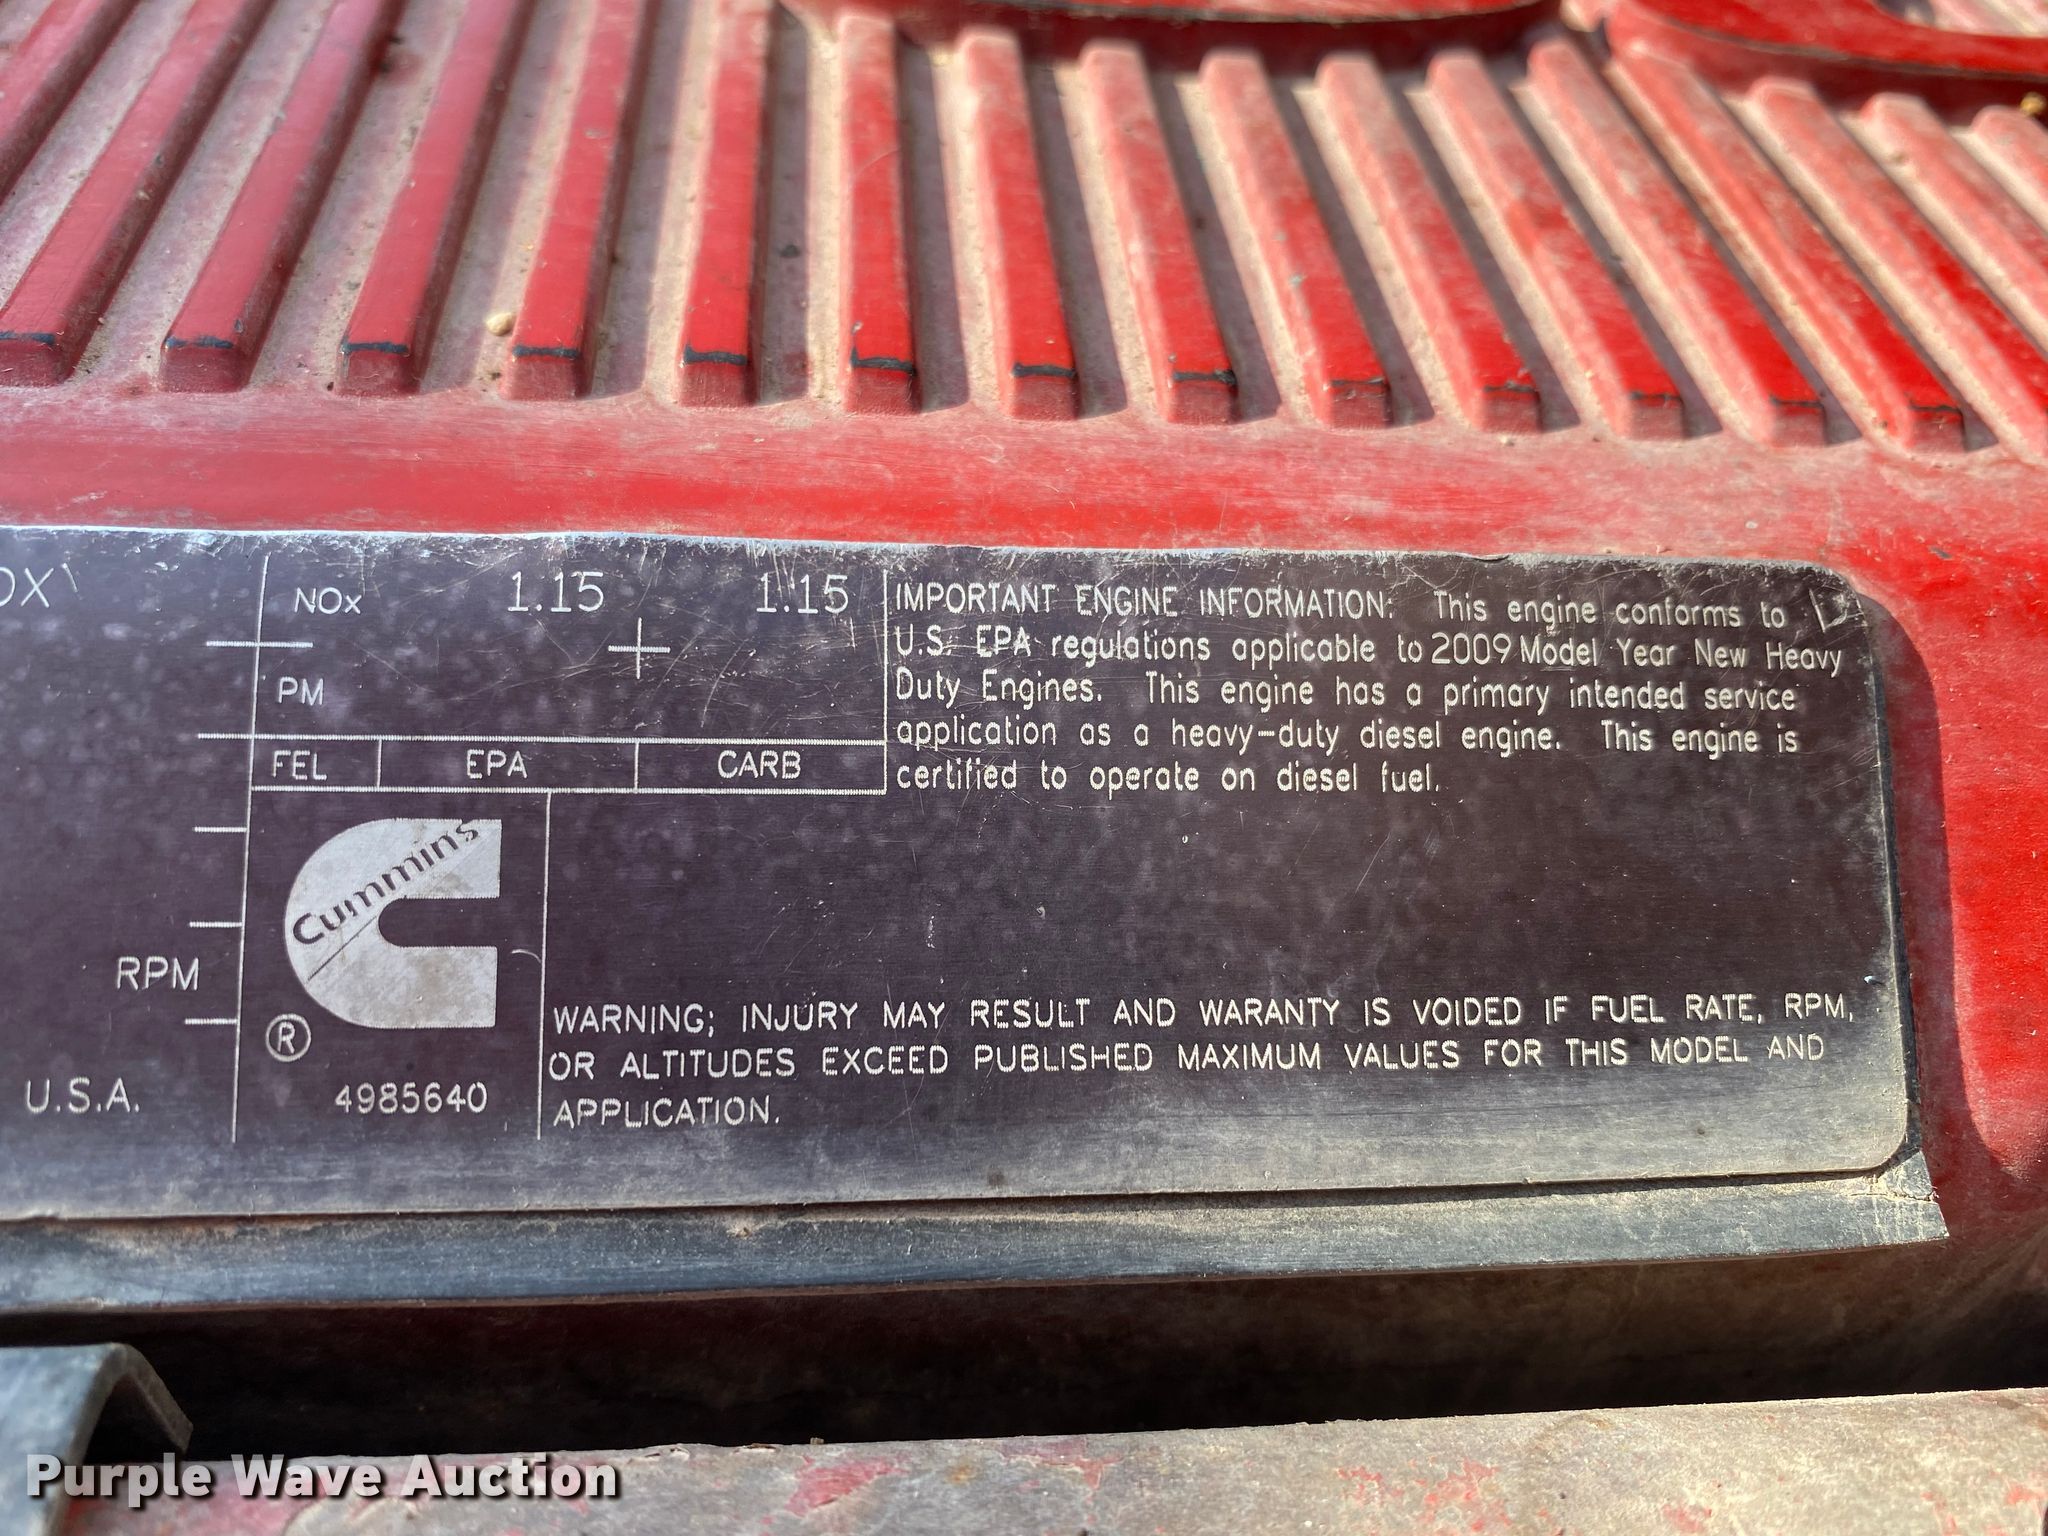 OX
NOx 1.15 1.15
PM
FEL EPA CARB
IMPORTANT ENGINE INFORMATION: This engine conforms to
U.S. EPA regulations applicable to 2009 Model Year New Heavy
Duty Engines. This engine has a primary intended service
application as a heavy-duty diesel engine. This engine is
certified to operate on diesel fuel.
Cummins
RPM
®
U.S.A.
4985640
WARNING; INJURY MAY RESULT AND WARANTY IS VOIDED IF FUEL RATE, RPM,
OR ALTITUDES EXCEED PUBLISHED MAXIMUM VALUES FOR THIS MODEL AND
APPLICATION.
Purple Wave Auction